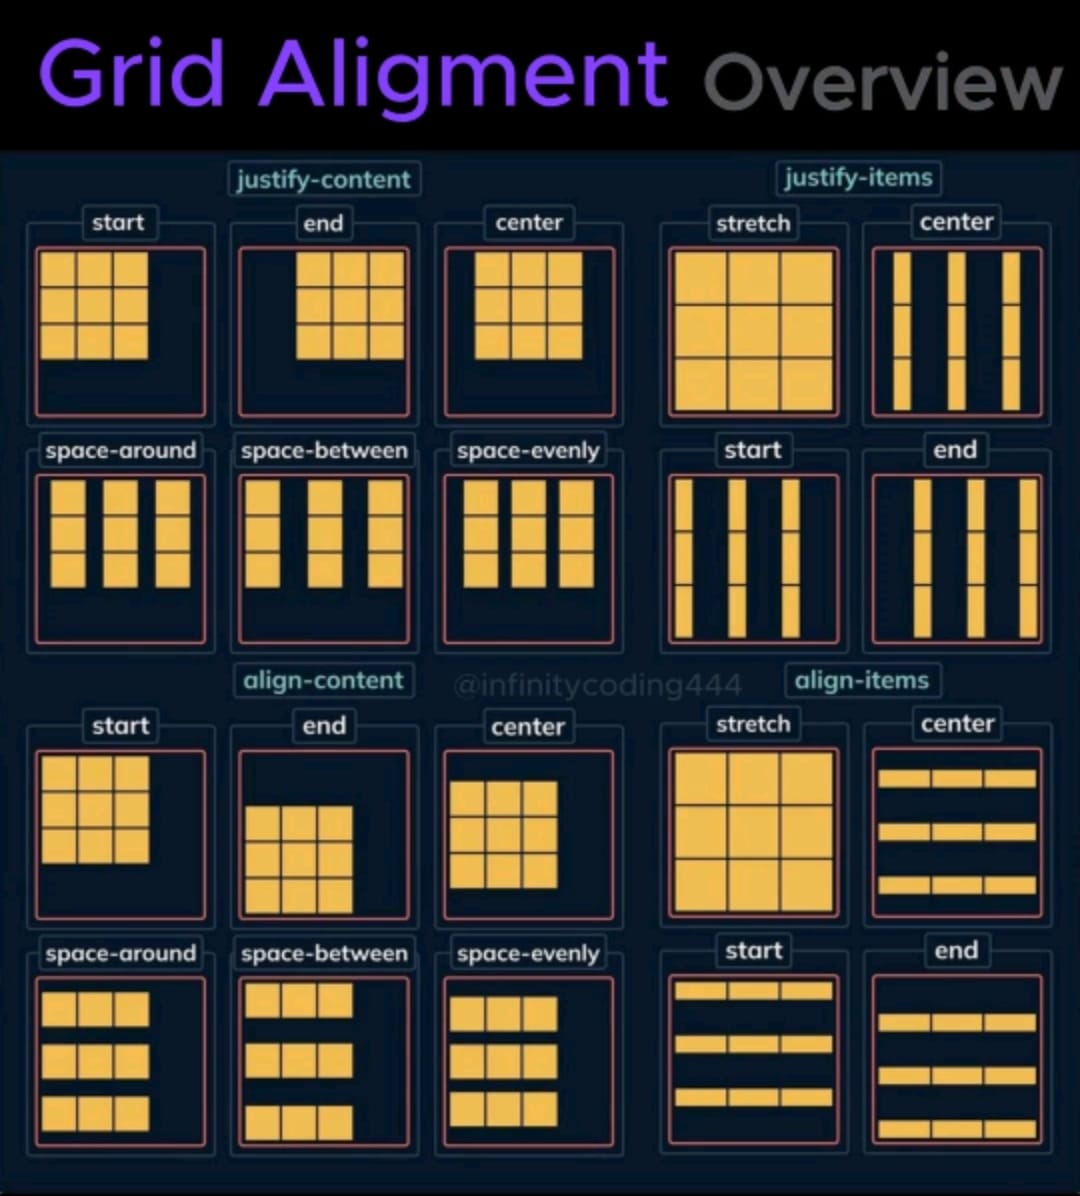 Grid Aligment Overview
justify-content
justify-items
start
end
center
stretch
center
space-around
space-between
space-evenly
start
end
align-content
@infinitycoding444
align-items
start
end
center
stretch
center
space-around
space-between
space-evenly
start
end